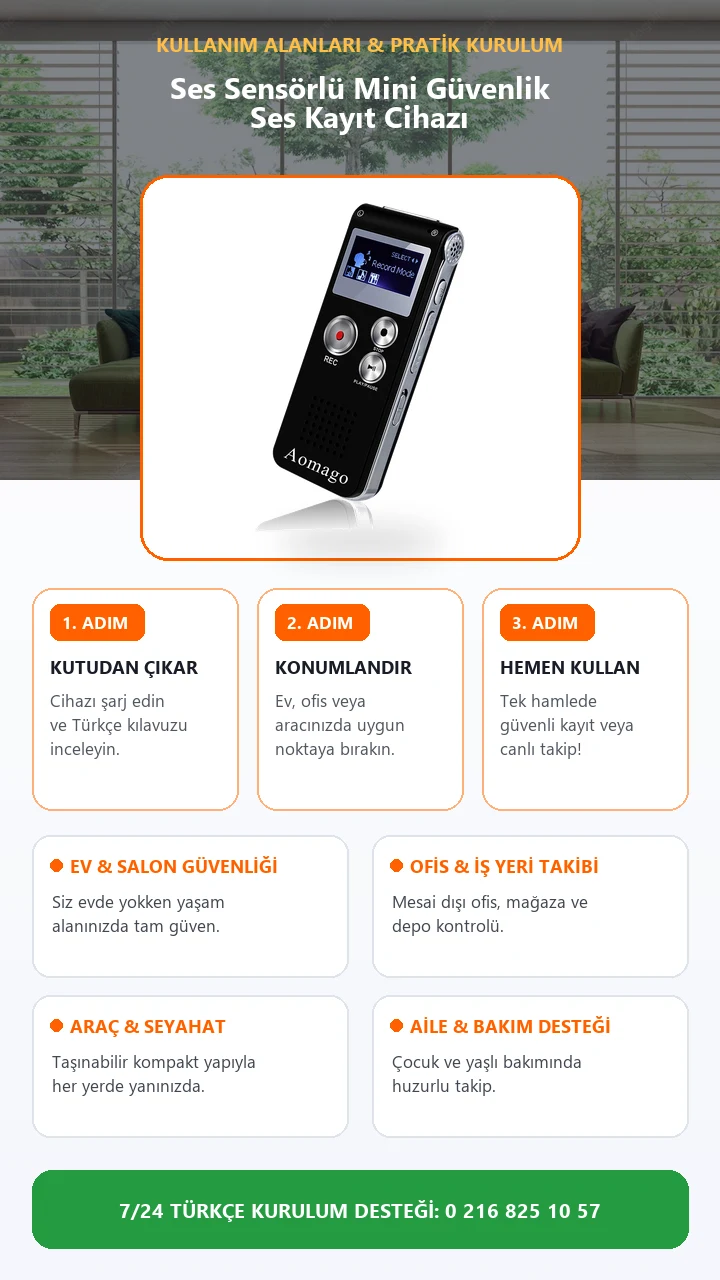 KULLANIM ALANLARI & PRATİK KURULUM
Ses Sensörlü Mini Güvenlik
Ses Kayıt Cihazı
SELECT
Record Mode
REC
STOP
PLAY/PAUSE
Aomago
1. ADIM
KUTUDAN ÇIKAR
Cihazı şarj edin
ve Türkçe kılavuzu
inceleyin.
2. ADIM
KONUMLANDIR
Ev, ofis veya
aracınızda uygun
noktaya bırakın.
3. ADIM
HEMEN KULLAN
Tek hamlede
güvenli kayıt veya
canlı takip!
EV & SALON GÜVENLİĞİ
Siz evde yokken yaşam
alanınızda tam güven.
OFİS & İŞ YERİ TAKİBİ
Mesai dışı ofis, mağaza ve
depo kontrolü.
ARAÇ & SEYAHAT
Taşınabilir kompakt yapıyla
her yerde yanınızda.
AİLE & BAKIM DESTEĞİ
Çocuk ve yaşlı bakımında
huzurlu takip.
7/24 TÜRKÇE KURULUM DESTEĞİ: 0 216 825 10 57